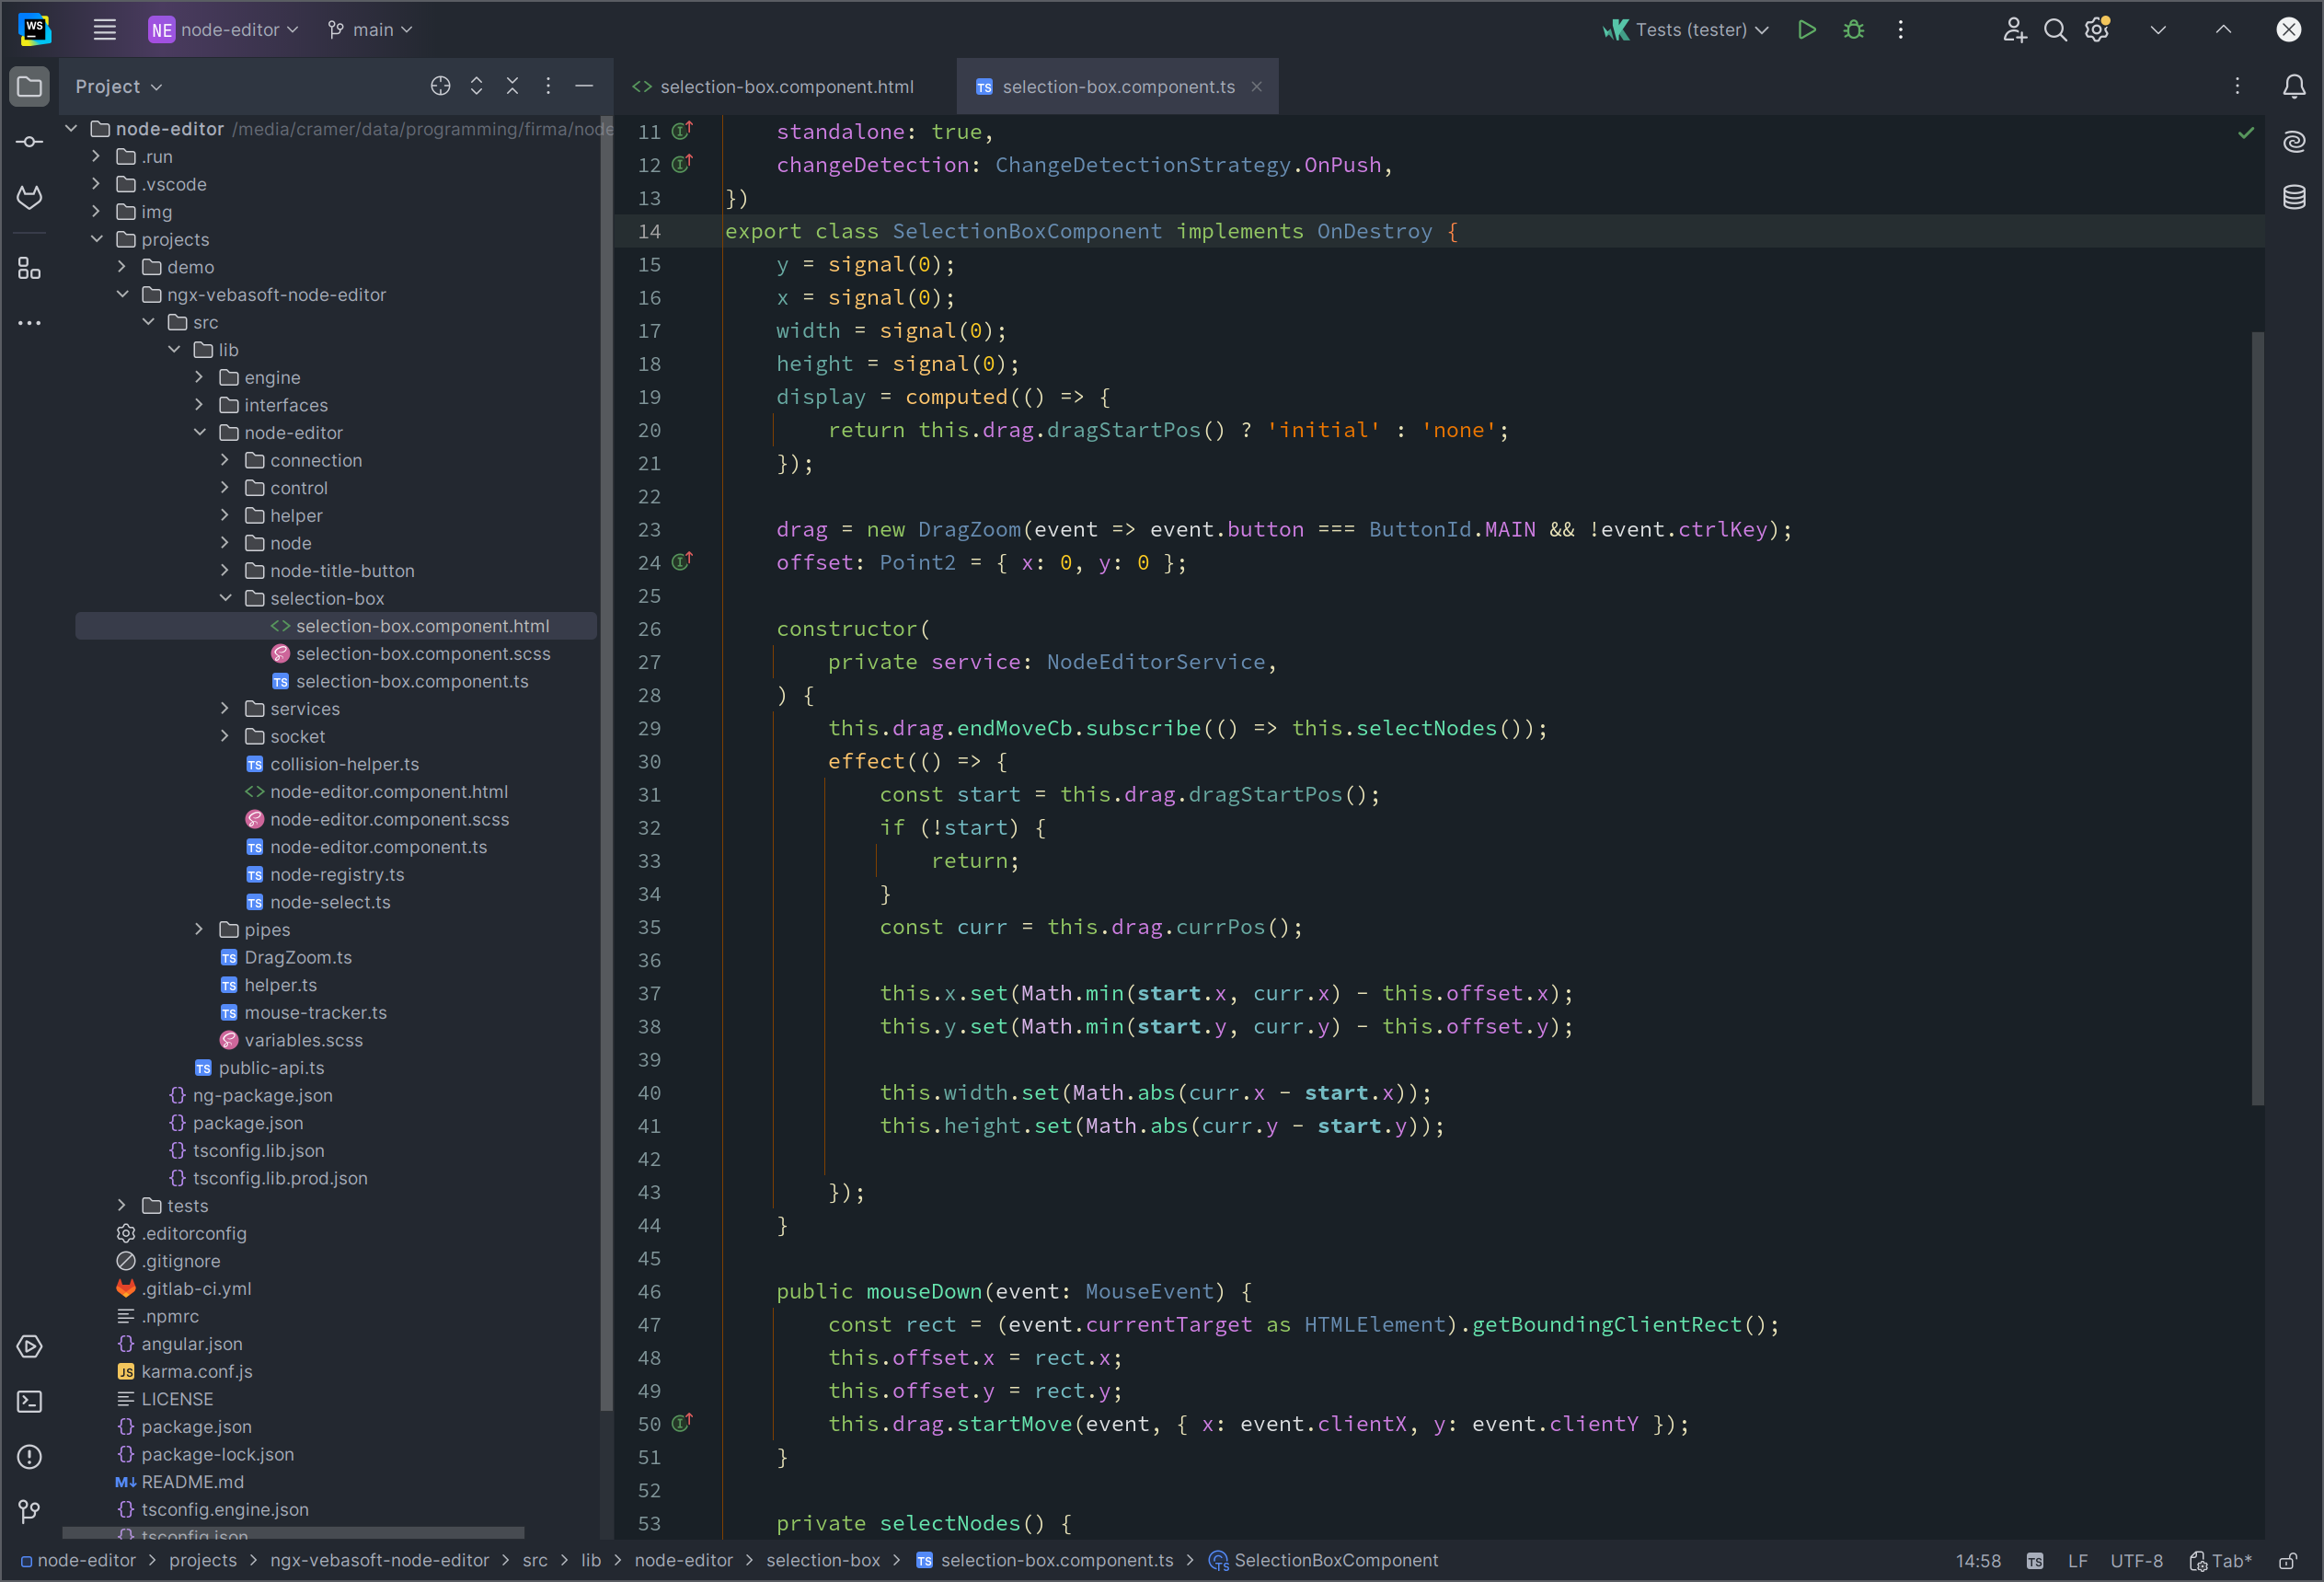 WS
NE node-editor main Tests (tester)
Project
selection-box.component.html
TS selection-box.component.ts
node-editor /media/cramer/data/programming/firma/node
.run
.vscode
img
projects
demo
ngx-vebasoft-node-editor
src
lib
engine
interfaces
node-editor
connection
control
helper
node
node-title-button
selection-box
<> selection-box.component.html
selection-box.component.scss
TS selection-box.component.ts
services
socket
TS collision-helper.ts
<> node-editor.component.html
node-editor.component.scss
TS node-editor.component.ts
TS node-registry.ts
TS node-select.ts
pipes
TS DragZoom.ts
TS helper.ts
TS mouse-tracker.ts
variables.scss
TS public-api.ts
{} ng-package.json
{} package.json
{} tsconfig.lib.json
{} tsconfig.lib.prod.json
tests
.editorconfig
.gitignore
.gitlab-ci.yml
.npmrc
{} angular.json
JS karma.conf.js
LICENSE
{} package.json
{} package-lock.json
M↓ README.md
{} tsconfig.engine.json
{} tsconfig.json
11 standalone: true,
12 changeDetection: ChangeDetectionStrategy.OnPush,
13 })
14 export class SelectionBoxComponent implements OnDestroy {
15 y = signal(0);
16 x = signal(0);
17 width = signal(0);
18 height = signal(0);
19 display = computed(() => {
20 return this.drag.dragStartPos() ? 'initial' : 'none';
21 });
22
23 drag = new DragZoom(event => event.button === ButtonId.MAIN && !event.ctrlKey);
24 offset: Point2 = { x: 0, y: 0 };
25
26 constructor(
27 private service: NodeEditorService,
28 ) {
29 this.drag.endMoveCb.subscribe(() => this.selectNodes());
30 effect(() => {
31 const start = this.drag.dragStartPos();
32 if (!start) {
33 return;
34 }
35 const curr = this.drag.currPos();
36
37 this.x.set(Math.min(start.x, curr.x) - this.offset.x);
38 this.y.set(Math.min(start.y, curr.y) - this.offset.y);
39
40 this.width.set(Math.abs(curr.x - start.x));
41 this.height.set(Math.abs(curr.y - start.y));
42
43 });
44 }
45
46 public mouseDown(event: MouseEvent) {
47 const rect = (event.currentTarget as HTMLElement).getBoundingClientRect();
48 this.offset.x = rect.x;
49 this.offset.y = rect.y;
50 this.drag.startMove(event, { x: event.clientX, y: event.clientY });
51 }
52
53 private selectNodes() {
node-editor > projects > ngx-vebasoft-node-editor > src > lib > node-editor > selection-box > TS selection-box.component.ts > SelectionBoxComponent 14:58 TS LF UTF-8 Tab*